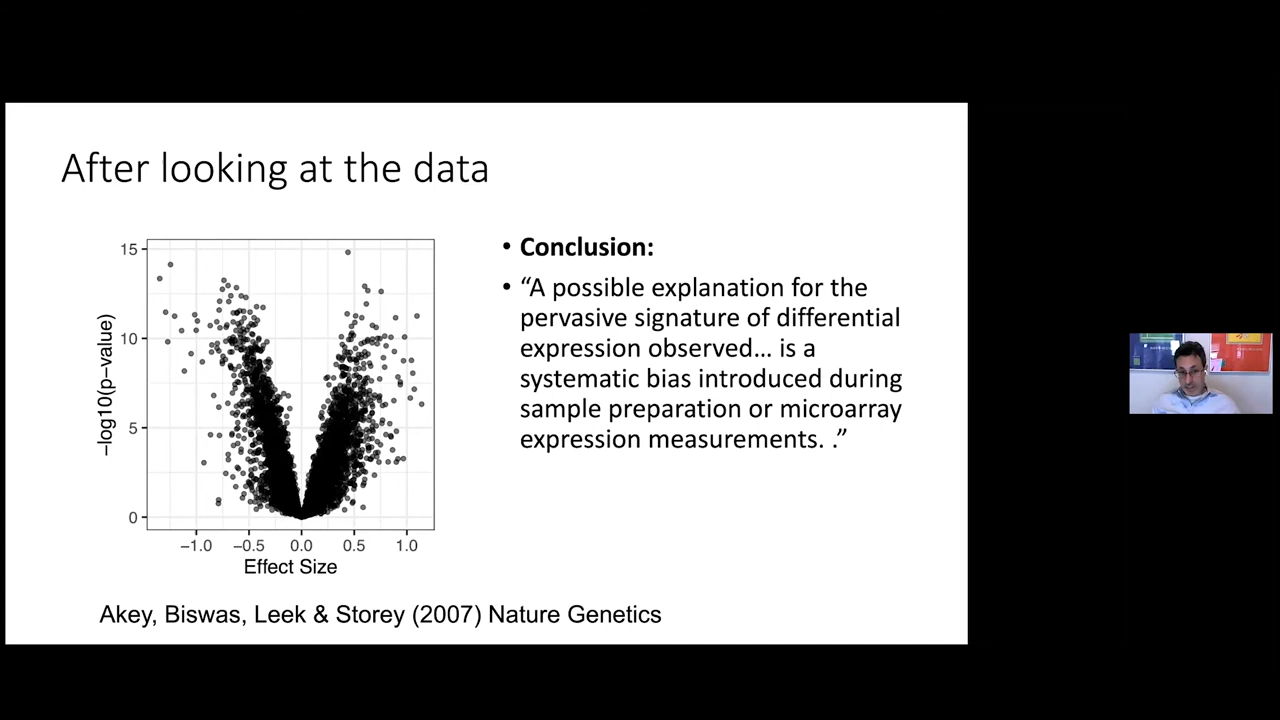 After looking at the data
15
10
5
0
−log10(p−value)
−1.0 −0.5 0.0 0.5 1.0
Effect Size
• Conclusion:
• “A possible explanation for the
pervasive signature of differential
expression observed... is a
systematic bias introduced during
sample preparation or microarray
expression measurements. .”
Akey, Biswas, Leek & Storey (2007) Nature Genetics